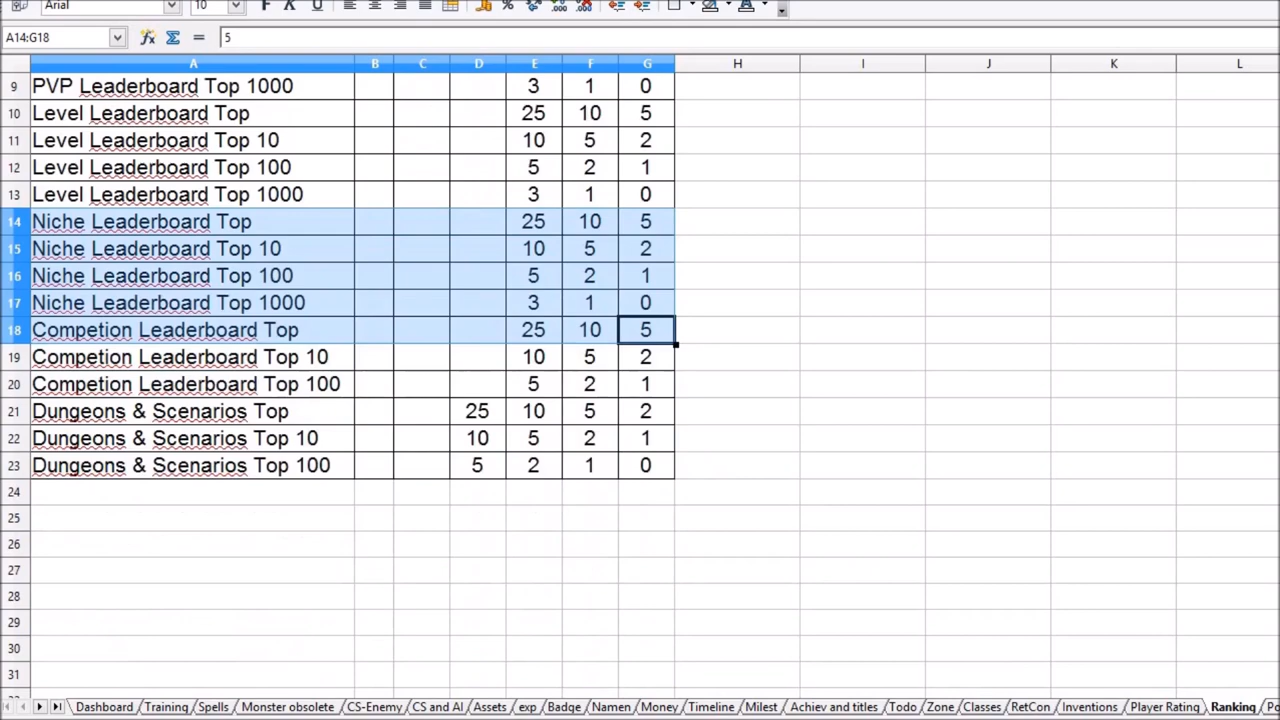 Arial 10 F K U
A14:G18 5
A B C D E F G H I J K L
9 PVP Leaderboard Top 1000 3 1 0
10 Level Leaderboard Top 25 10 5
11 Level Leaderboard Top 10 10 5 2
12 Level Leaderboard Top 100 5 2 1
13 Level Leaderboard Top 1000 3 1 0
14 Niche Leaderboard Top 25 10 5
15 Niche Leaderboard Top 10 10 5 2
16 Niche Leaderboard Top 100 5 2 1
17 Niche Leaderboard Top 1000 3 1 0
18 Competion Leaderboard Top 25 10 5
19 Competion Leaderboard Top 10 10 5 2
20 Competion Leaderboard Top 100 5 2 1
21 Dungeons & Scenarios Top 25 10 5 2
22 Dungeons & Scenarios Top 10 10 5 2 1
23 Dungeons & Scenarios Top 100 5 2 1 0
24
25
26
27
28
29
30
31
Dashboard Training Spells Monster obsolete CS-Enemy CS and AI Assets exp Badge Namen Money Timeline Milest Achiev and titles Todo Zone Classes RetCon Inventions Player Rating Ranking